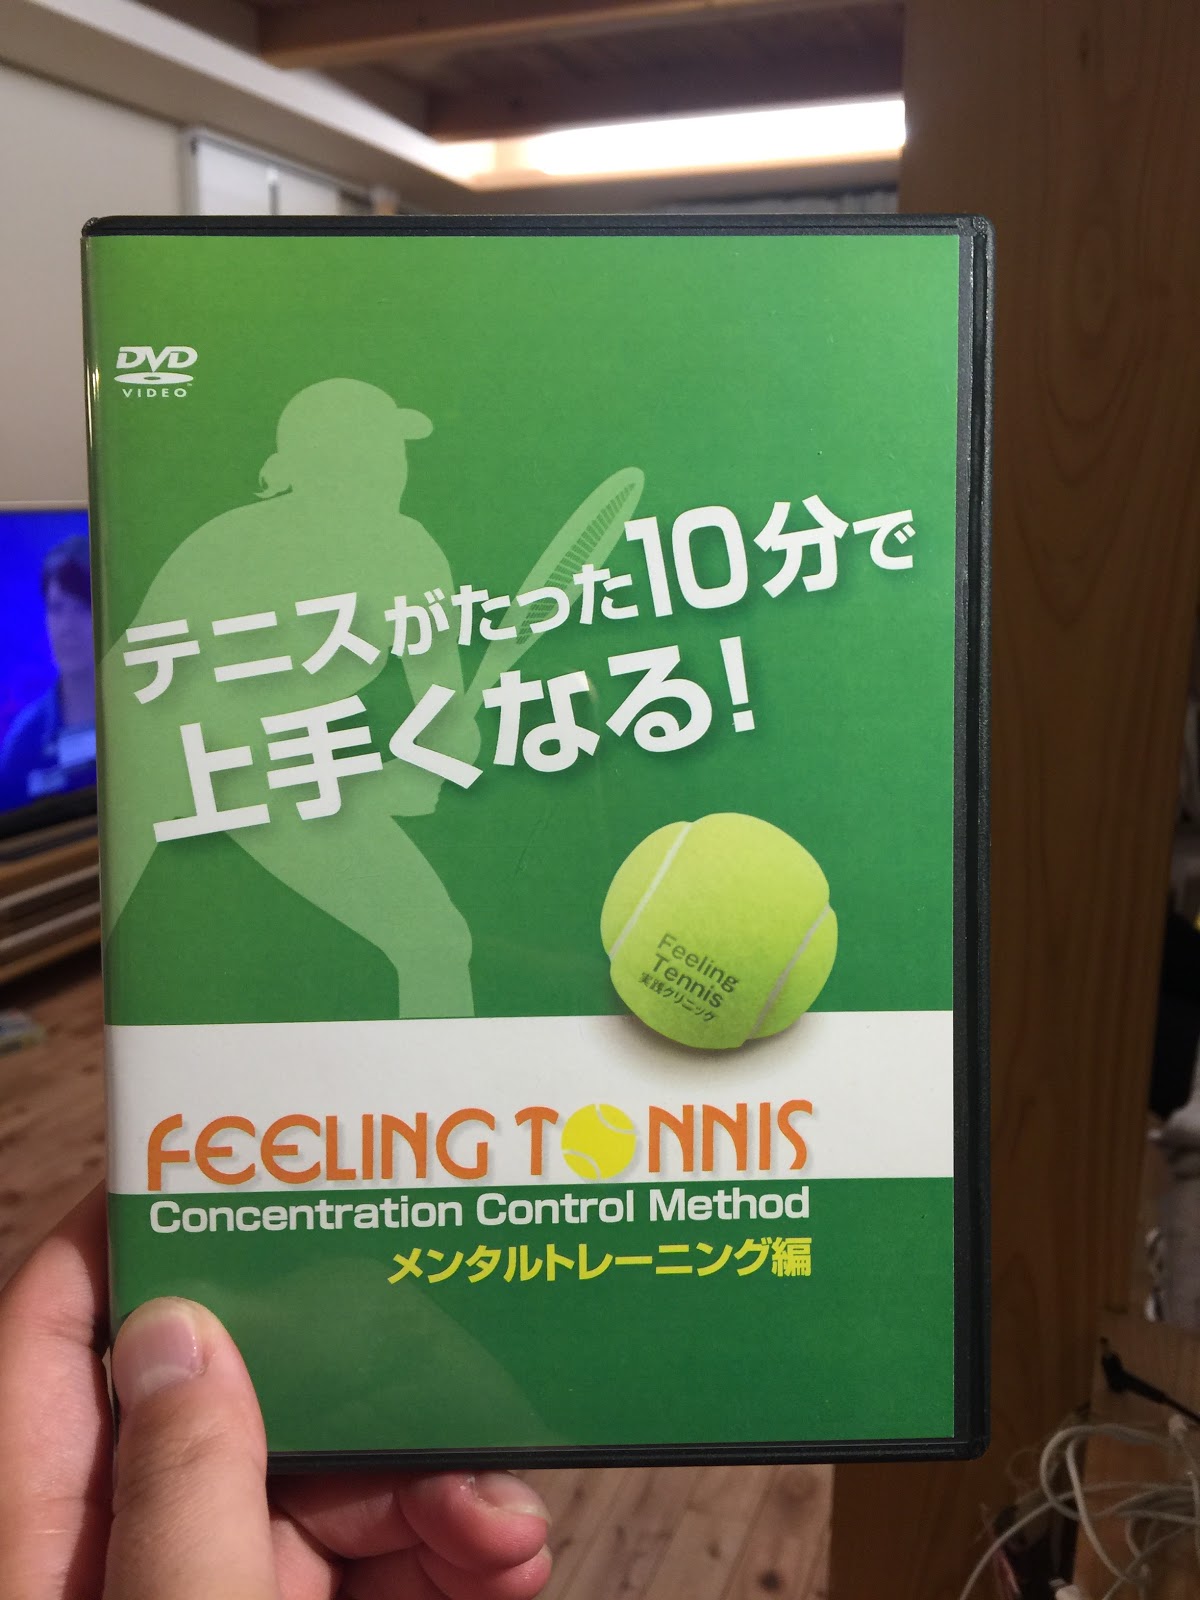 DVD
VIDEO
テニスがたった10分で
上手くなる!
Feeling
Tennis
実践クリニック
FEELING TENNIS
Concentration Control Method
メンタルトレーニング編